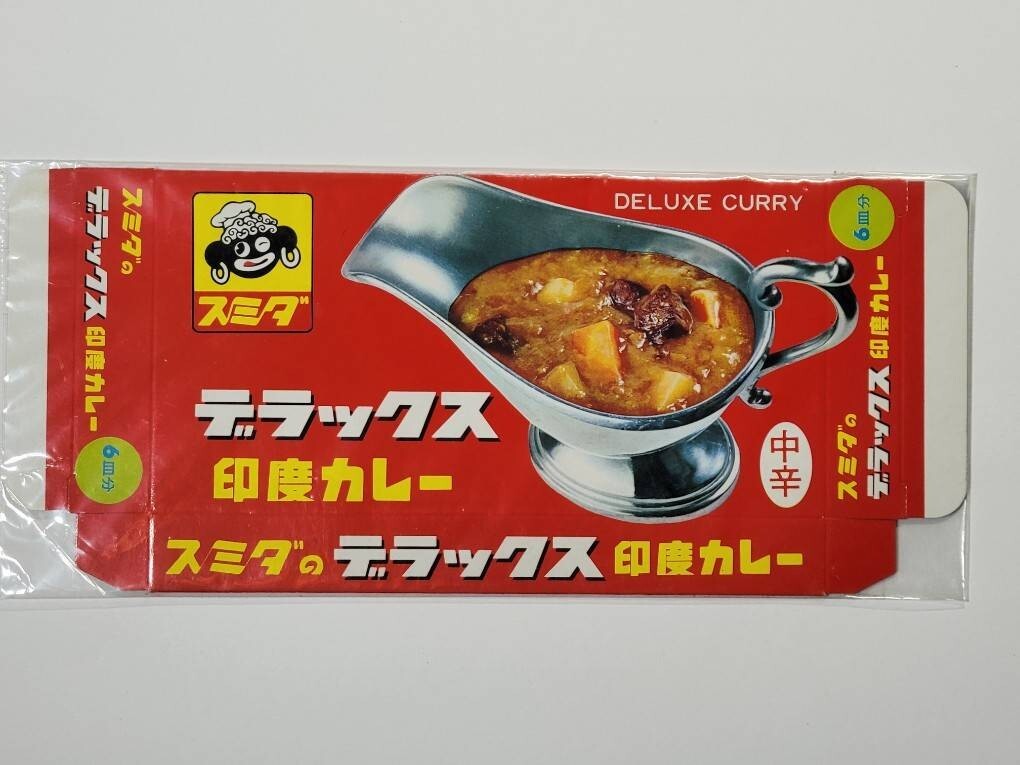 スミダの
デラックス
印度カレー
6皿分
スミダ
DELUXE CURRY
デラックス
印度カレー
中辛
スミダのデラックス印度カレー
6皿分
スミダの
デラックス
印度カレー